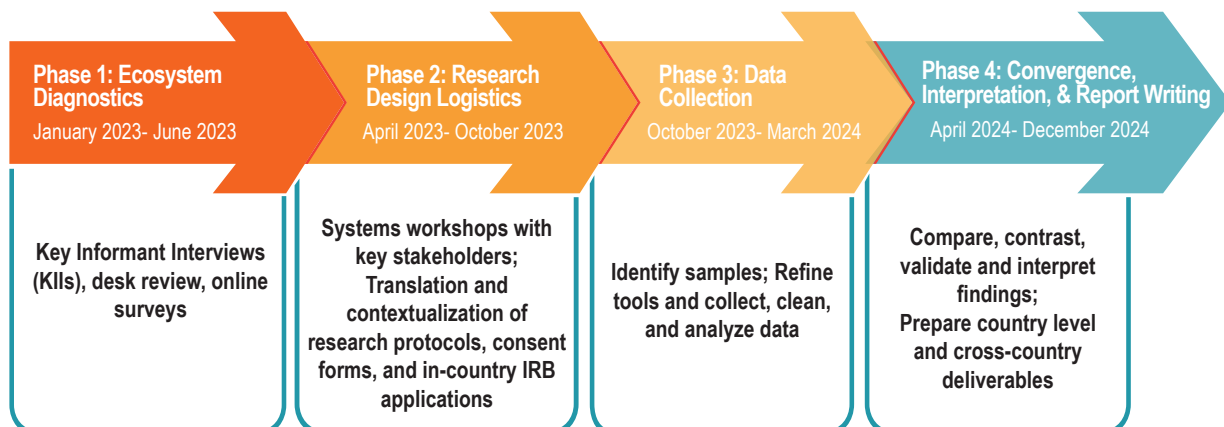 Phase 1: Ecosystem
Diagnostics
January 2023- June 2023
Phase 2: Research
Design Logistics
April 2023- October 2023
Phase 3: Data
Collection
October 2023- March 2024
Phase 4: Convergence,
Interpretation, & Report Writing
April 2024- December 2024
Key Informant Interviews
(KIIs), desk review, online
surveys
Systems workshops with
key stakeholders;
Translation and
contextualization of
research protocols, consent
forms, and in-country IRB
applications
Identify samples; Refine
tools and collect, clean,
and analyze data
Compare, contrast,
validate and interpret
findings;
Prepare country level
and cross-country
deliverables